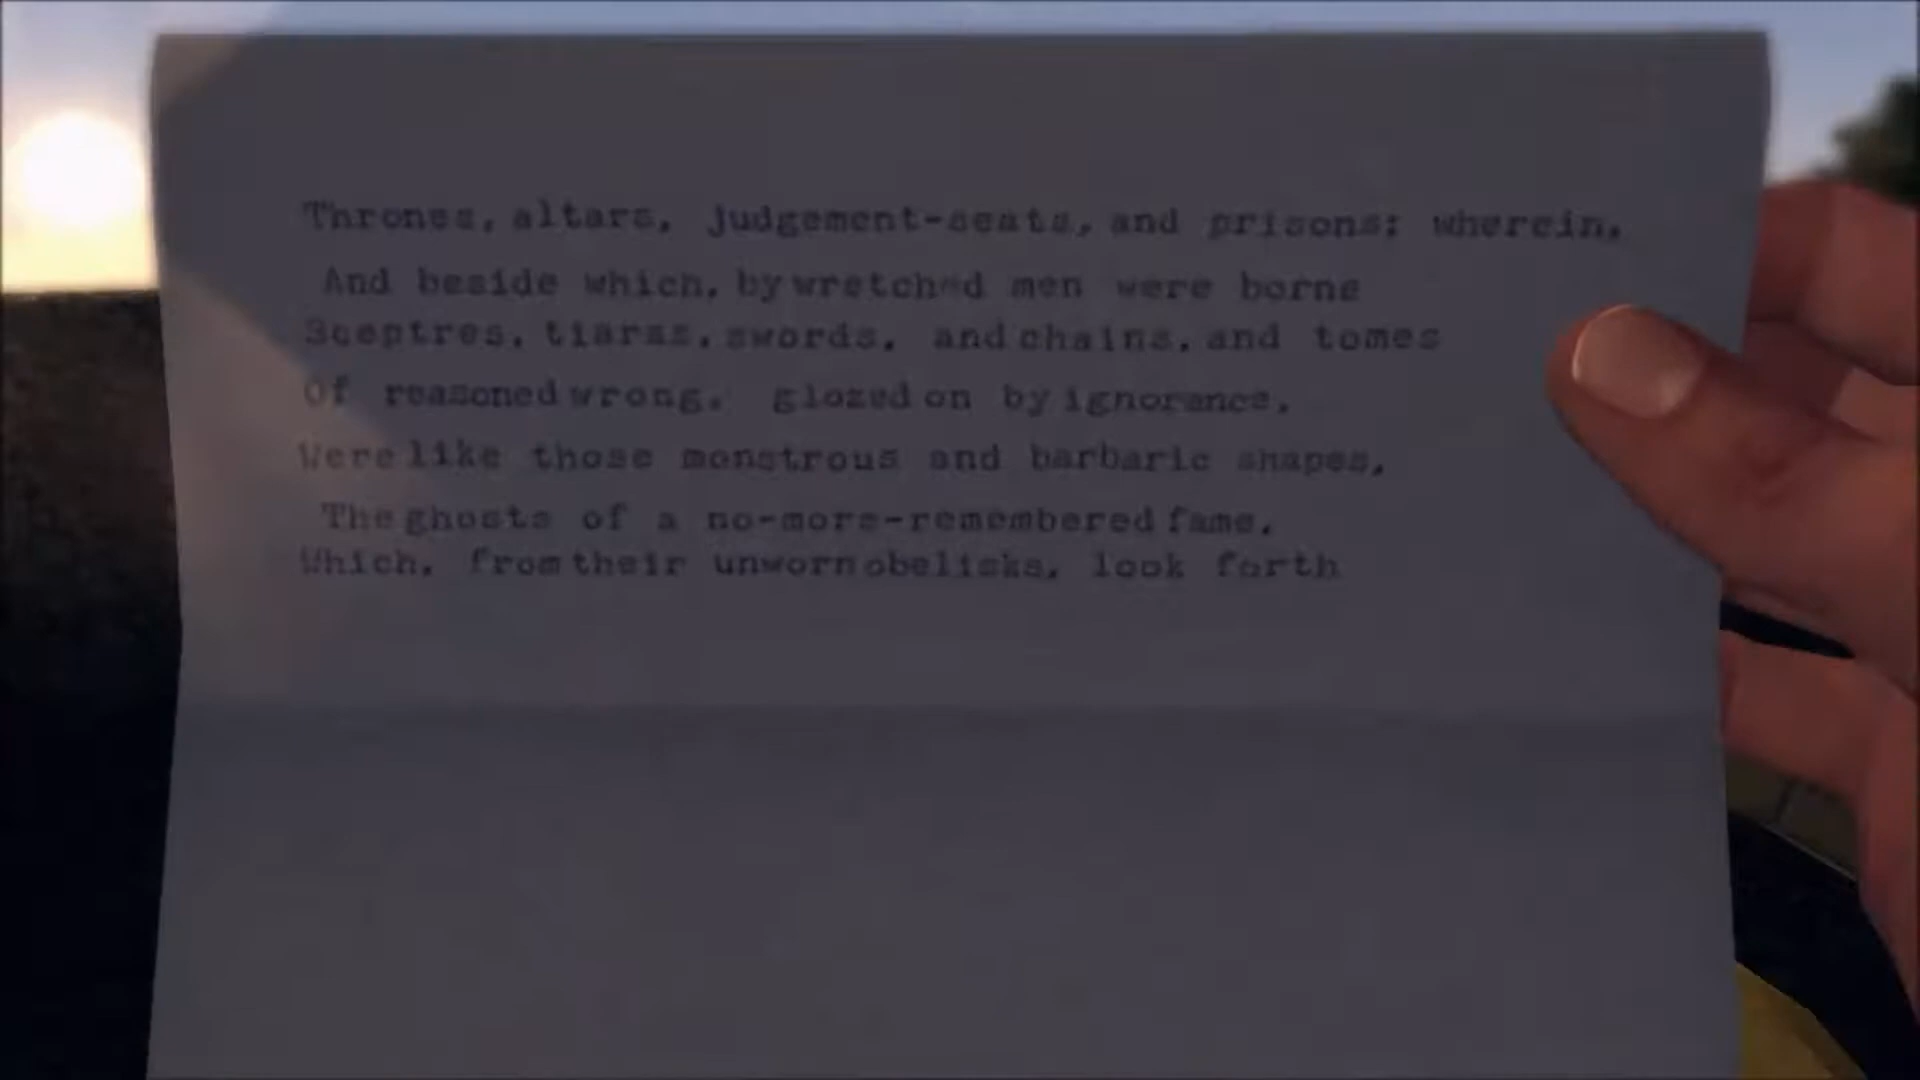 Thrones, altars, judgement-seats, and prisons; wherein,
And beside which, by wretched men were borne
Sceptres, tiaras, swords, and chains, and tomes
Of reasoned wrong, glozed on by ignorance,
Were like those monstrous and barbaric shapes,
The ghosts of a no-more-remembered fame,
Which, from their unworn obelisks, look forth